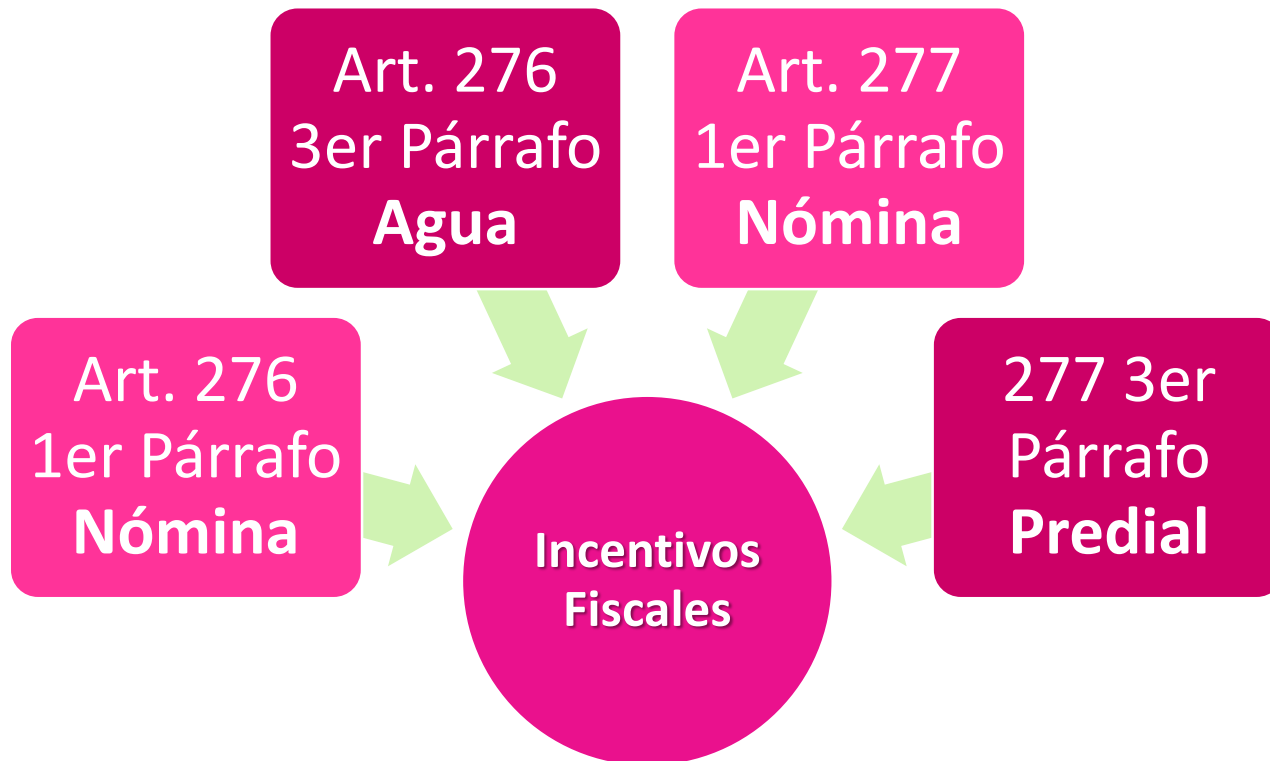 Art. 276
3er Párrafo
Agua
Art. 277
1er Párrafo
Nómina
Art. 276
1er Párrafo
Nómina
277 3er
Párrafo
Predial
Incentivos
Fiscales